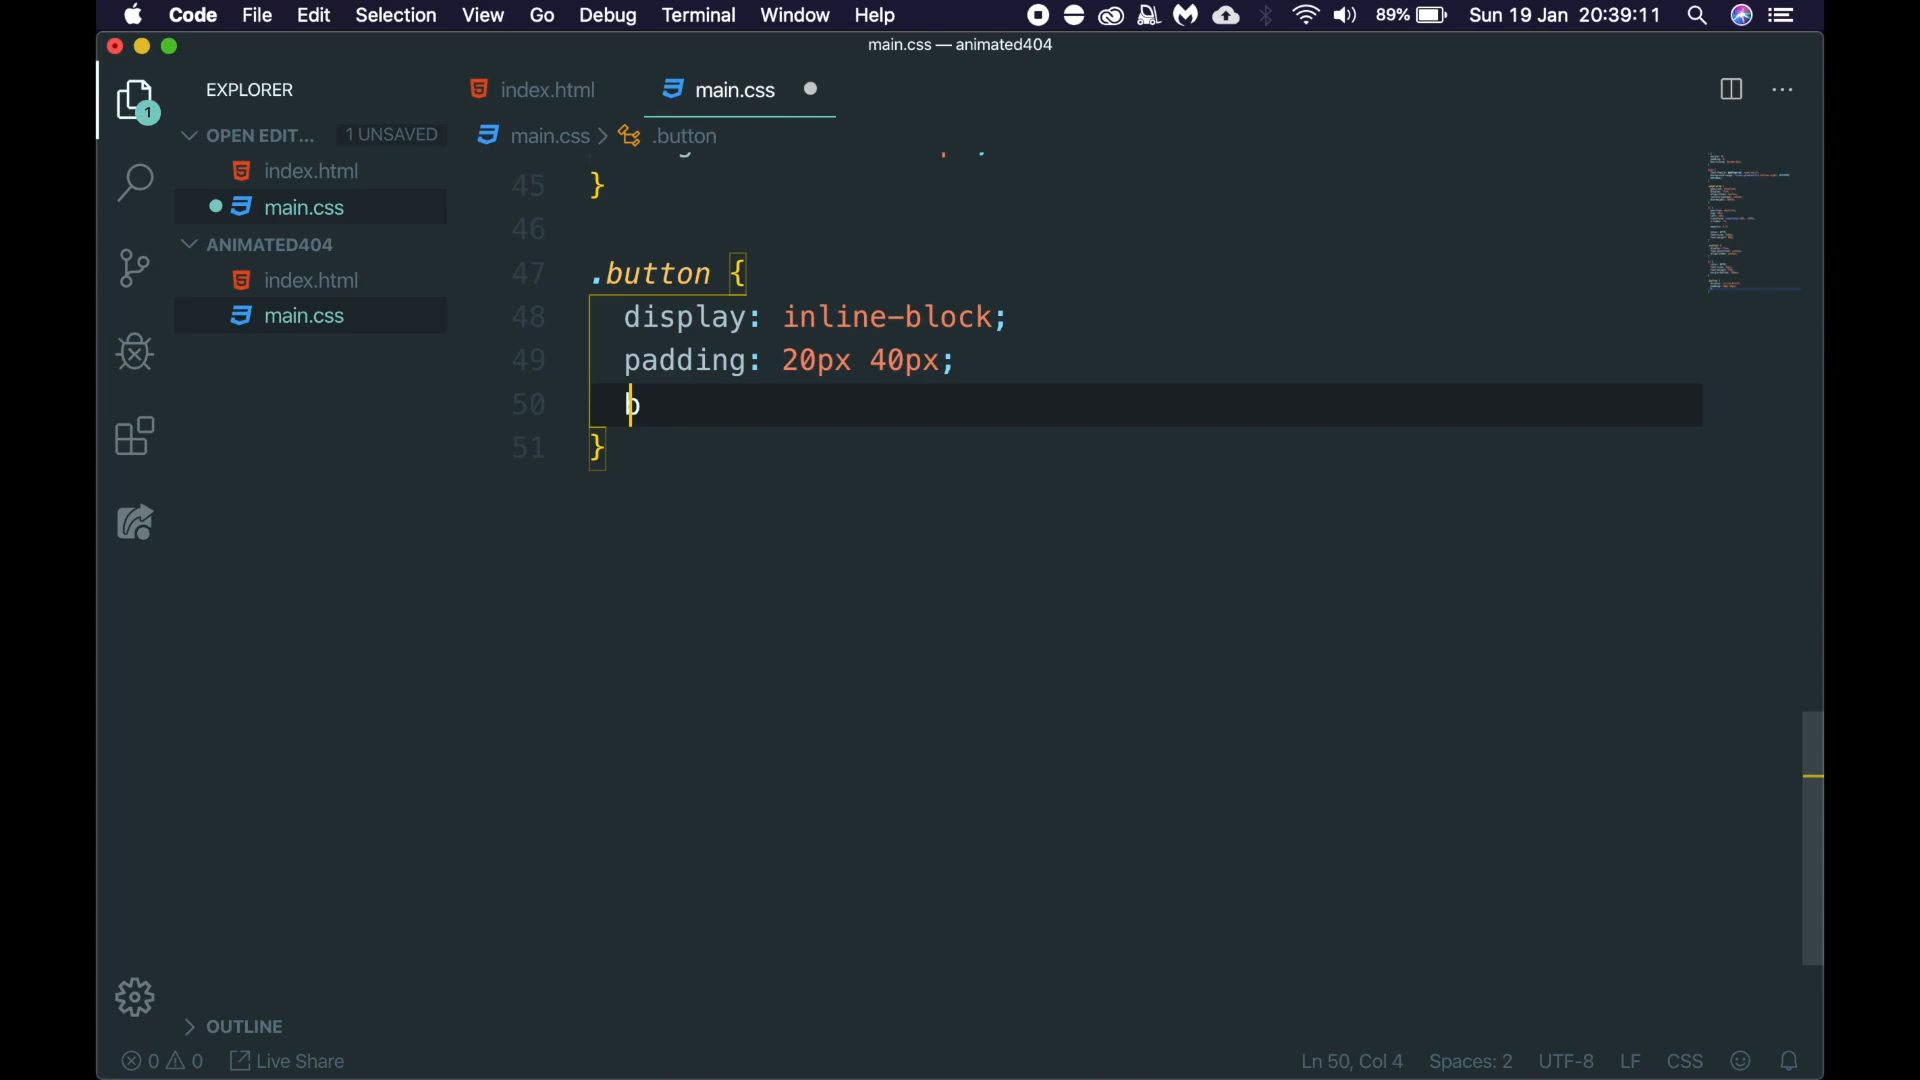 Code File Edit Selection View Go Debug Terminal Window Help 89% Sun 19 Jan 20:39:11
main.css — animated404
EXPLORER
index.html
main.css
OPEN EDIT... 1 UNSAVED
main.css > .button
index.html
main.css
ANIMATED404
index.html
main.css
1
45 }
46
47 .button {
48 display: inline-block;
49 padding: 20px 40px;
50 b
51 }
OUTLINE
0 0 Live Share
Ln 50, Col 4 Spaces: 2 UTF-8 LF CSS